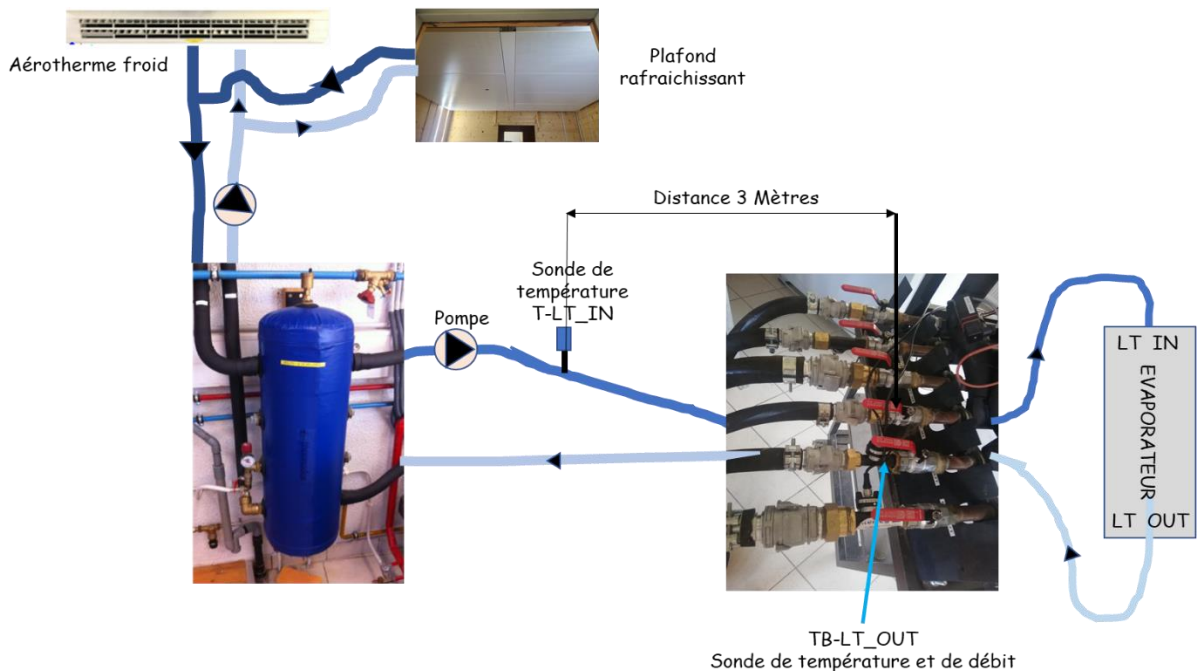 Aérotherme froid
Plafond
rafraichissant
Distance 3 Mètres
Sonde de
température
T-LT_IN
Pompe
LT IN
EVAPORATEUR
LT OUT
TB-LT_OUT
Sonde de température et de débit